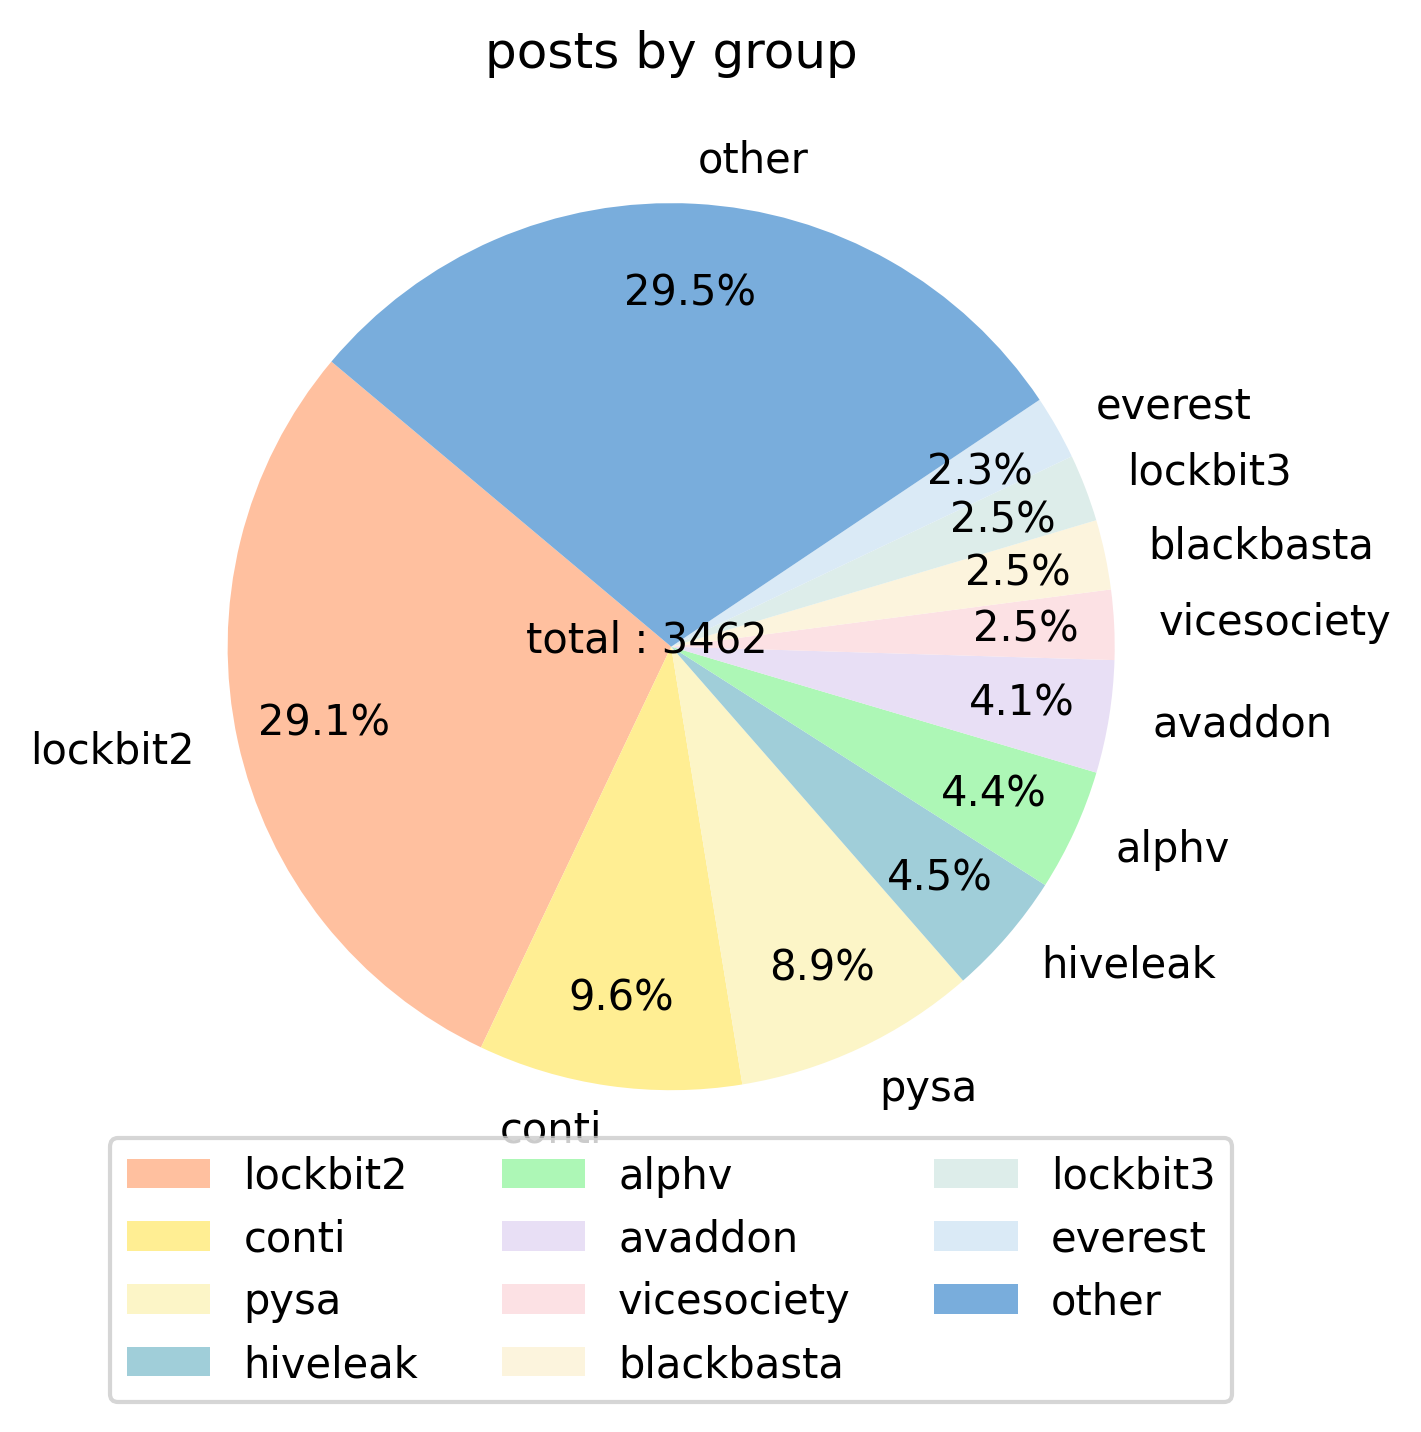 posts by group
other
29.5%
everest
2.3%
lockbit3
2.5%
blackbasta
2.5%
vicesociety
2.5%
total : 3462
avaddon
4.1%
lockbit2
29.1%
alphv
4.4%
hiveleak
4.5%
pysa
8.9%
conti
9.6%
lockbit2
conti
pysa
hiveleak
alphv
avaddon
vicesociety
blackbasta
lockbit3
everest
other